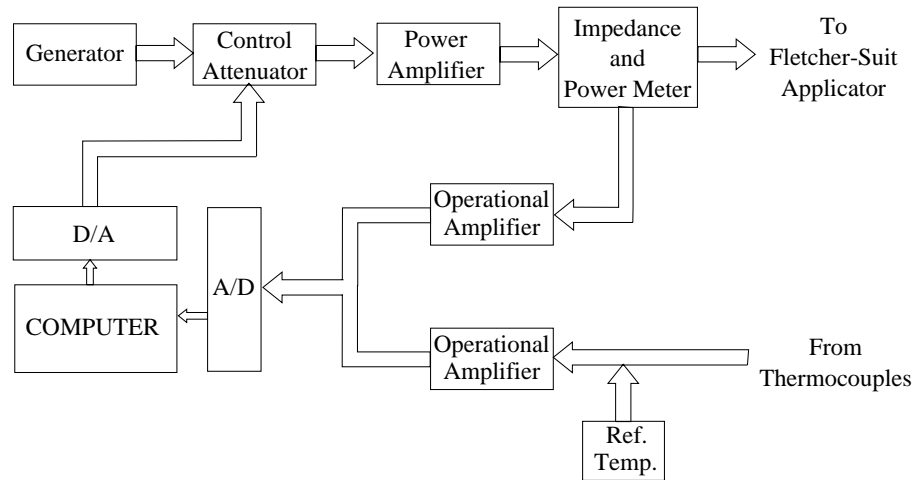 Generator
Control
Attenuator
Power
Amplifier
Impedance
and
Power Meter
To
Fletcher-Suit
Applicator
Operational
Amplifier
D/A
A/D
COMPUTER
Operational
Amplifier
From
Thermocouples
Ref.
Temp.